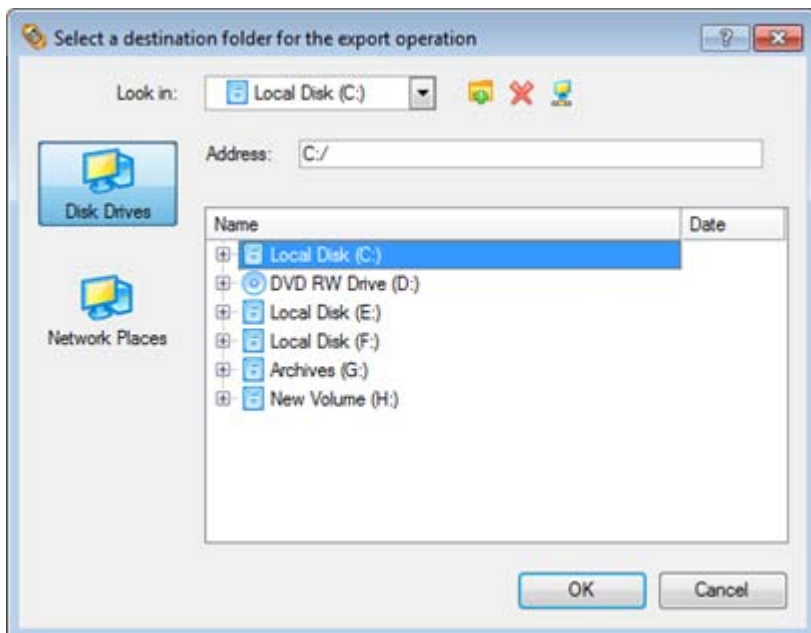 Select a destination folder for the export operation
Look in: Local Disk (C:)
Address: C:/
Disk Drives
Network Places
Name Date
Local Disk (C:)
DVD RW Drive (D:)
Local Disk (E:)
Local Disk (F:)
Archives (G:)
New Volume (H:)
OK Cancel